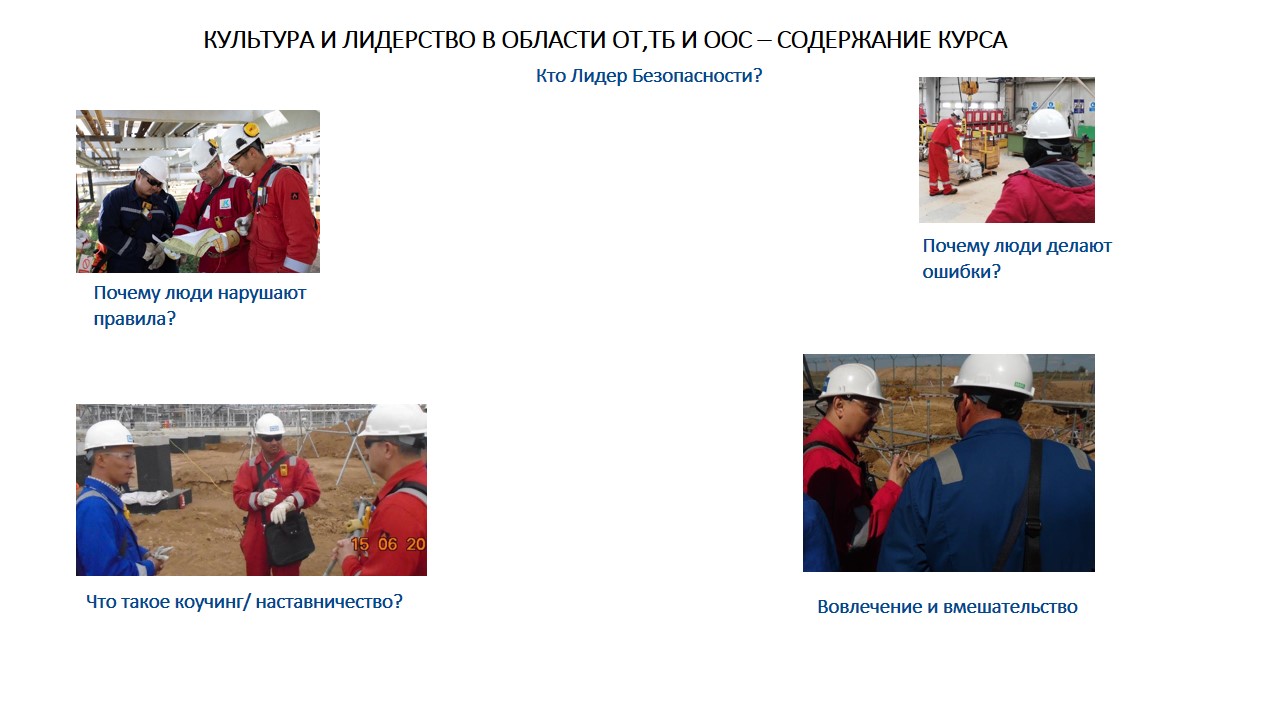 КУЛЬТУРА И ЛИДЕРСТВО В ОБЛАСТИ ОТ,ТБ И ООС – СОДЕРЖАНИЕ КУРСА
Кто Лидер Безопасности?
Почему люди делают
ошибки?
Почему люди нарушают
правила?
15 06 20
Что такое коучинг/ наставничество?
Вовлечение и вмешательство